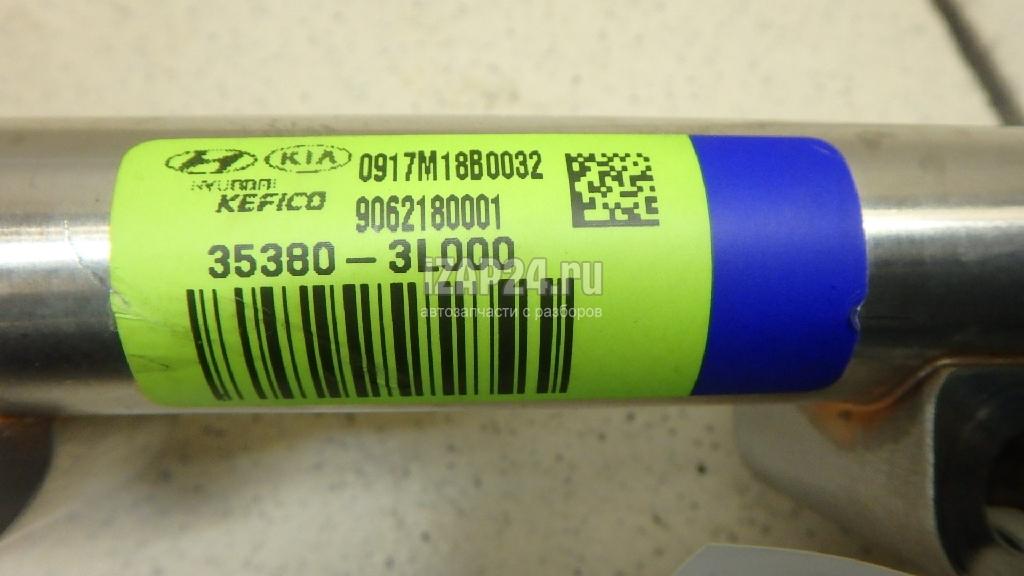 KIA 0917M18B0032
HYUNDAI
KEFICO
9062180001
35380-3L000
iZAP24.ru
автозапчасти с разборов